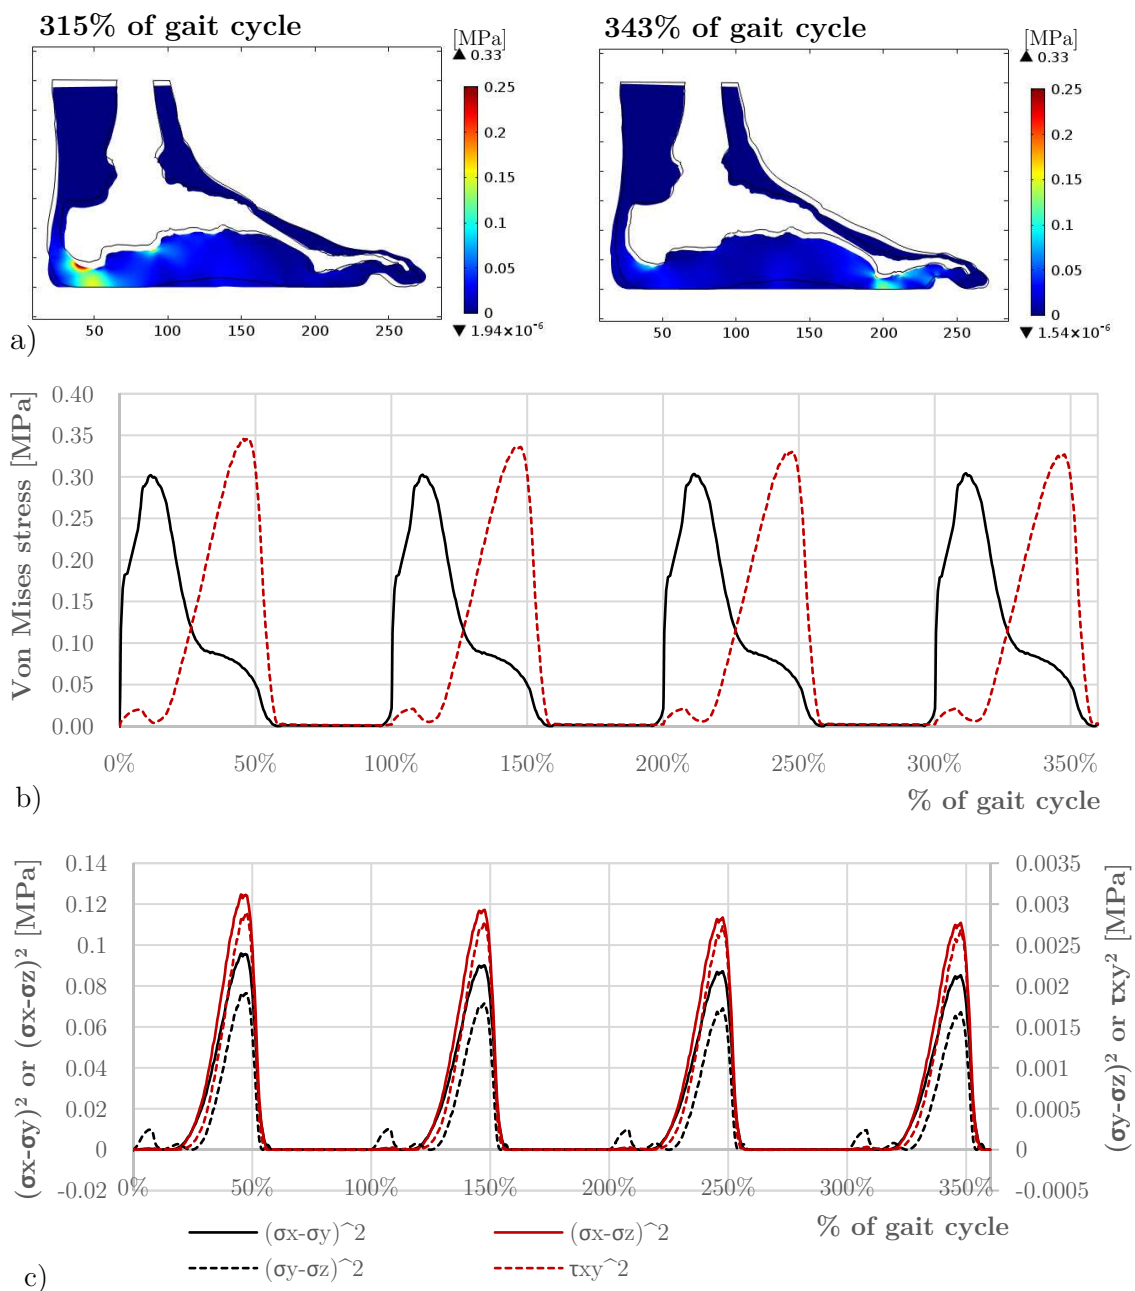 315% of gait cycle
343% of gait cycle
[MPa]
[MPa]
▲ 0.33
▲ 0.33
0.25
0.2
0.15
0.1
0.05
0
▼ 1.94×10⁻⁶
0.25
0.2
0.15
0.1
0.05
0
▼ 1.54×10⁻⁶
50 100 150 200 250
50 100 150 200 250
a)
Von Mises stress [MPa]
0.40
0.35
0.30
0.25
0.20
0.15
0.10
0.05
0.00
0% 50% 100% 150% 200% 250% 300% 350%
% of gait cycle
b)
(σx-σy)² or (σx-σz)² [MPa]
0.14
0.12
0.1
0.08
0.06
0.04
0.02
0
-0.02
0.0035
0.003
0.0025
0.002
0.0015
0.001
0.0005
0
-0.0005
(σy-σz)² or τxy² [MPa]
0% 50% 100% 150% 200% 250% 300% 350%
% of gait cycle
(σx-σy)^2
(σx-σz)^2
(σy-σz)^2
τxy^2
c)